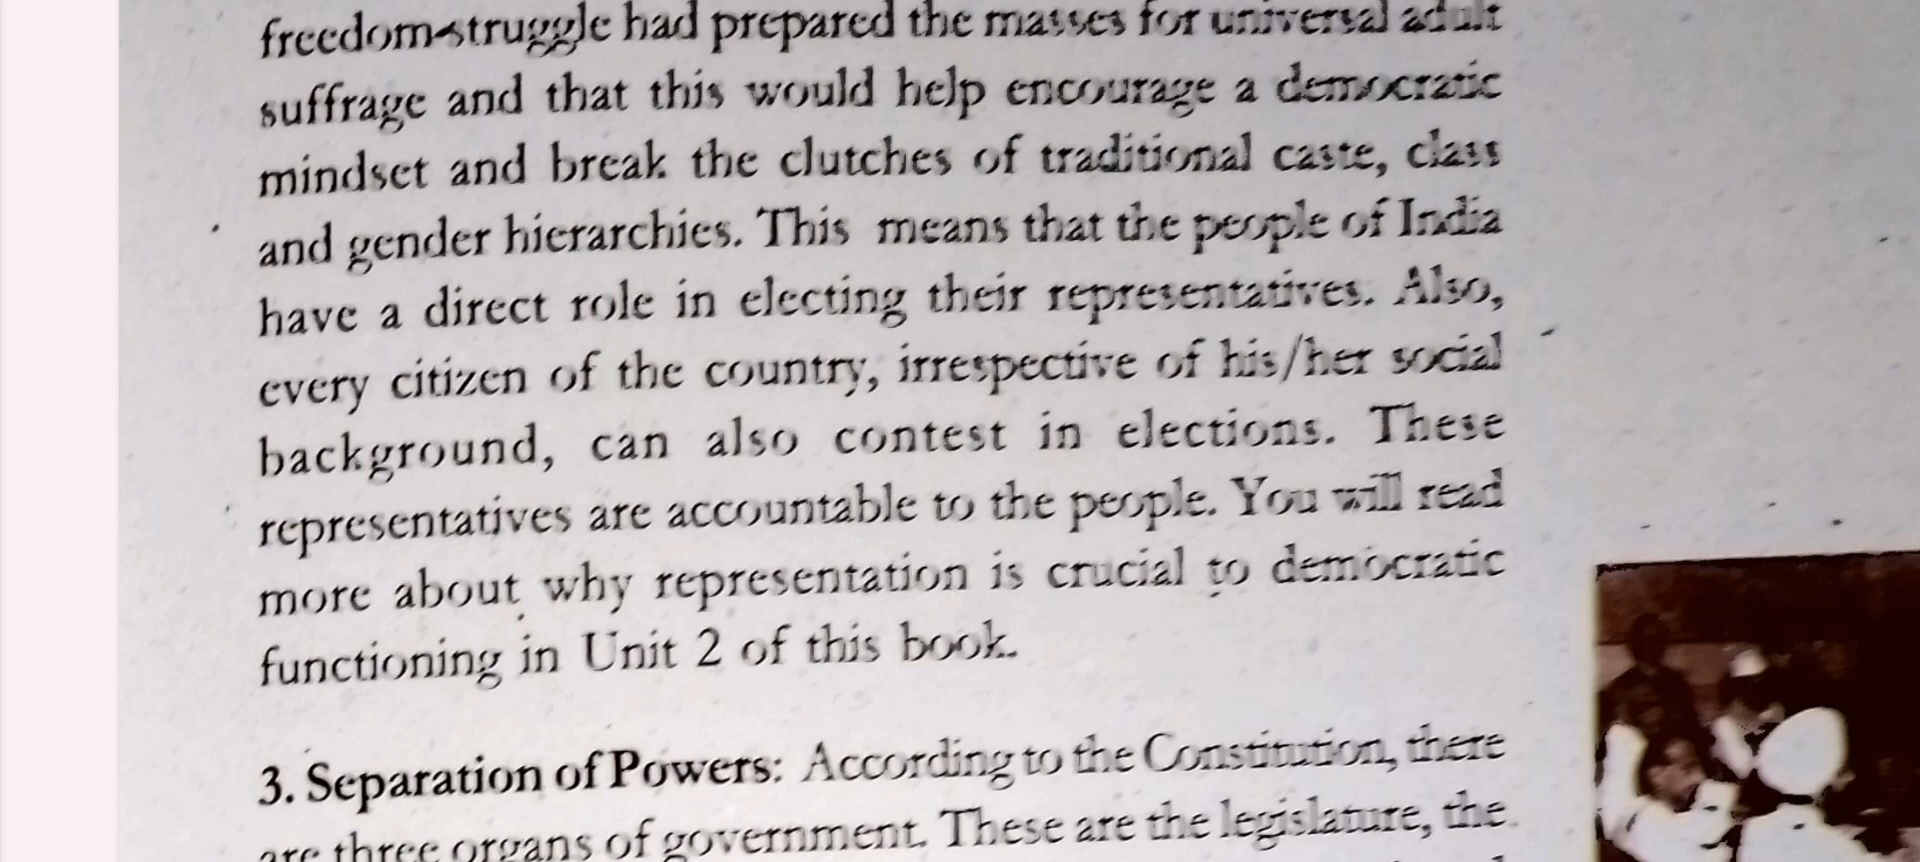 freedom struggle had prepared the masses for universal adult
suffrage and that this would help encourage a democratic
mindset and break the clutches of traditional caste, class
and gender hierarchies. This means that the people of India
have a direct role in electing their representatives. Also,
every citizen of the country, irrespective of his/her social
background, can also contest in elections. These
representatives are accountable to the people. You will read
more about why representation is crucial to democratic
functioning in Unit 2 of this book.
3. Separation of Powers: According to the Constitution, there
are three organs of government. These are the legislature, the